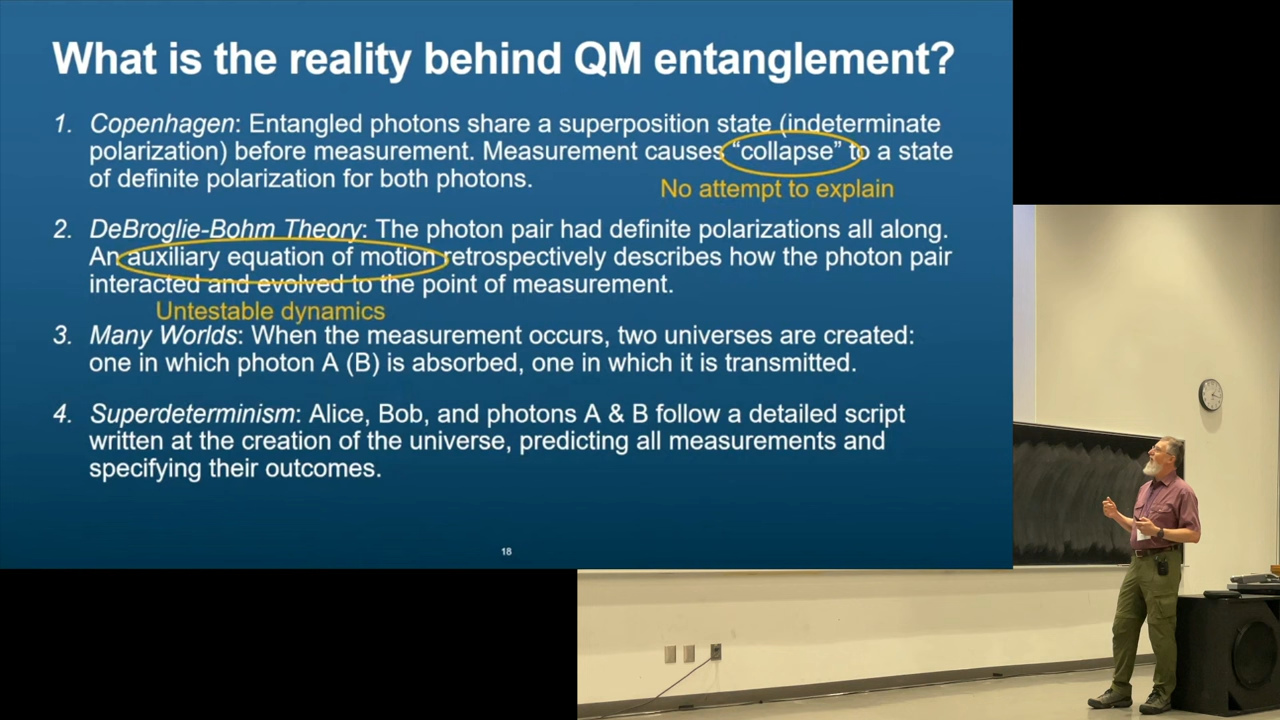 What is the reality behind QM entanglement?
1. Copenhagen: Entangled photons share a superposition state (indeterminate
polarization) before measurement. Measurement causes “collapse” to a state
of definite polarization for both photons.
No attempt to explain
2. DeBroglie-Bohm Theory: The photon pair had definite polarizations all along.
An auxiliary equation of motion retrospectively describes how the photon pair
interacted and evolved to the point of measurement.
Untestable dynamics
3. Many Worlds: When the measurement occurs, two universes are created:
one in which photon A (B) is absorbed, one in which it is transmitted.
4. Superdeterminism: Alice, Bob, and photons A & B follow a detailed script
written at the creation of the universe, predicting all measurements and
specifying their outcomes.
18